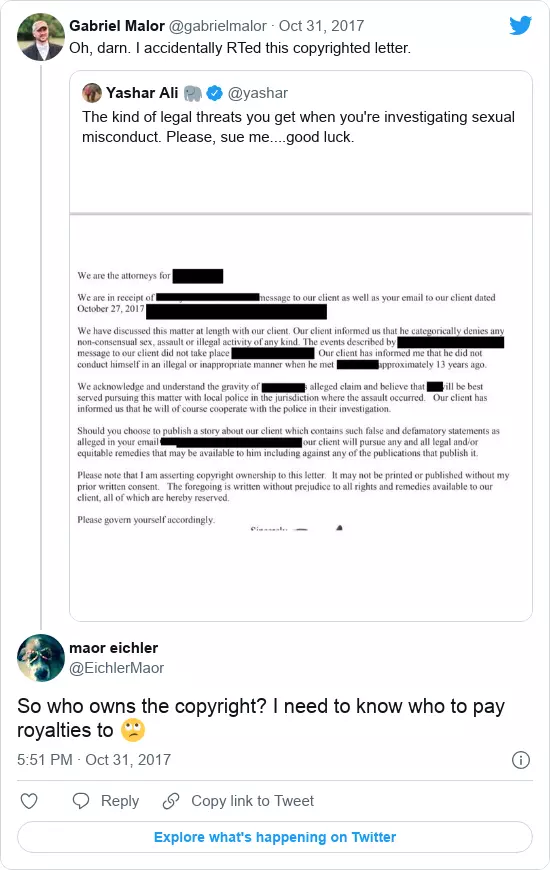 Gabriel Malor @gabrielmalor · Oct 31, 2017
Oh, darn. I accidentally RTed this copyrighted letter.
Yashar Ali 🐘 @yashar
The kind of legal threats you get when you're investigating sexual
misconduct. Please, sue me....good luck.
We are the attorneys for
We are in receipt of message to our client as well as your email to our client dated
October 27, 2017
We have discussed this matter at length with our client. Our client informed us that he categorically denies any
non-consensual sex, assault or illegal activity of any kind. The events described by
message to our client did not take place Our client has informed me that he did not
conduct himself in an illegal or inappropriate manner when he met approximately 13 years ago.
We acknowledge and understand the gravity of s alleged claim and believe that ill be best
served pursuing this matter with local police in the jurisdiction where the assault occurred. Our client has
informed us that he will of course cooperate with the police in their investigation.
Should you choose to publish a story about our client which contains such false and defamatory statements as
alleged in your email our client will pursue any and all legal and/or
equitable remedies that may be available to him including against any of the publications that publish it.
Please note that I am asserting copyright ownership to this letter. It may not be printed or published without my
prior written consent. The foregoing is written without prejudice to all rights and remedies available to our
client, all of which are hereby reserved.
Please govern yourself accordingly.
maor eichler
@EichlerMaor
So who owns the copyright? I need to know who to pay
royalties to 🙄
5:51 PM · Oct 31, 2017
Reply
Copy link to Tweet
Explore what's happening on Twitter